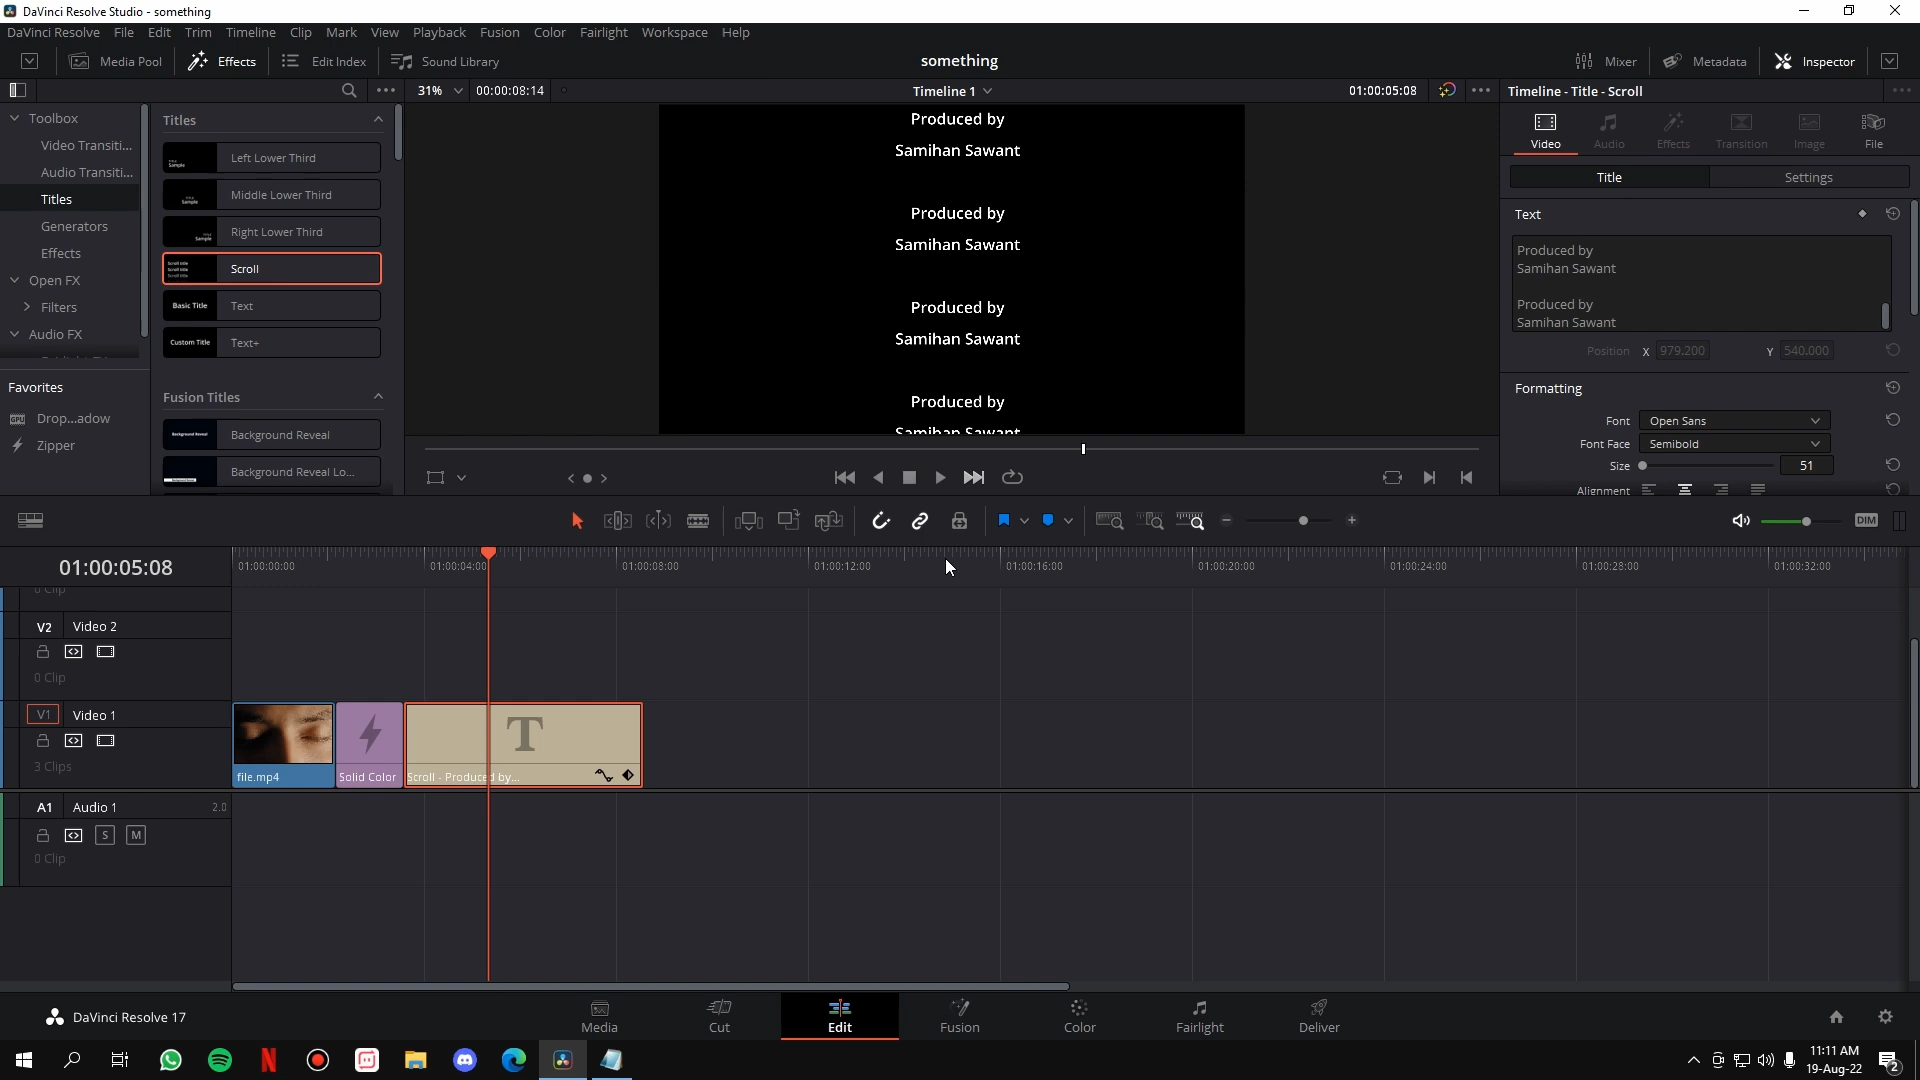 DaVinci Resolve Studio - something
DaVinci Resolve File Edit Trim Timeline Clip Mark View Playback Fusion Color Fairlight Workspace Help
Media Pool Effects Edit Index Sound Library something Mixer Metadata Inspector
31% 00:00:08:14 Timeline 1 01:00:05:08 Timeline - Title - Scroll
Toolbox
Video Transiti...
Audio Transiti...
Titles
Generators
Effects
Open FX
Filters
Audio FX
Favorites
Drop...adow
Zipper
Titles
Left Lower Third
Middle Lower Third
Right Lower Third
Scroll
Basic Title Text
Custom Title Text+
Fusion Titles
Background Reveal
Background Reveal Lo...
Produced by
Samihan Sawant
Produced by
Samihan Sawant
Produced by
Samihan Sawant
Produced by
Samihan Sawant
Video Audio Effects Transition Image File
Title Settings
Text
Produced by
Samihan Sawant
Produced by
Samihan Sawant
Position X 979.200 Y 540.000
Formatting
Font Open Sans
Font Face Semibold
Size 51
Alignment
DIM
01:00:05:08
01:00:00:00 01:00:04:00 01:00:08:00 01:00:12:00 01:00:16:00 01:00:20:00 01:00:24:00 01:00:28:00 01:00:32:00
0 Clip
V2 Video 2
0 Clip
V1 Video 1
3 Clips
file.mp4 Solid Color Scroll - Produced by...
A1 Audio 1 2.0
S M
0 Clip
DaVinci Resolve 17
Media Cut Edit Fusion Color Fairlight Deliver
11:11 AM
19-Aug-22
2